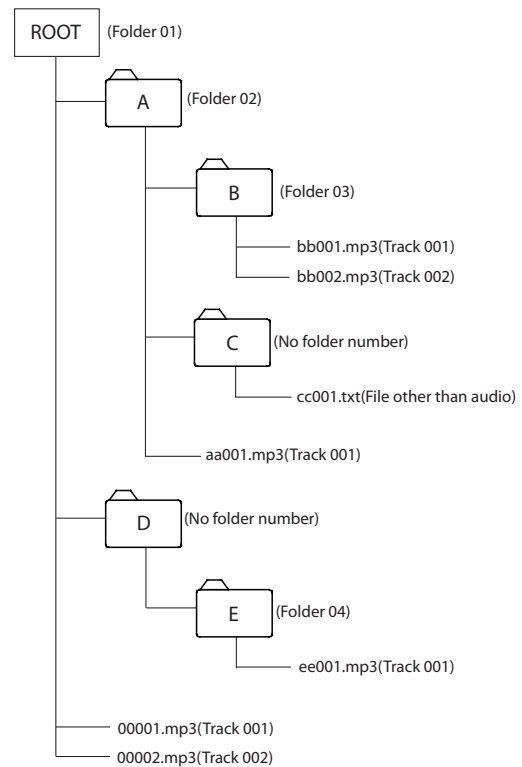 ROOT (Folder 01)
A (Folder 02)
B (Folder 03)
bb001.mp3(Track 001)
bb002.mp3(Track 002)
C (No folder number)
cc001.txt(File other than audio)
aa001.mp3(Track 001)
D (No folder number)
E (Folder 04)
ee001.mp3(Track 001)
00001.mp3(Track 001)
00002.mp3(Track 002)